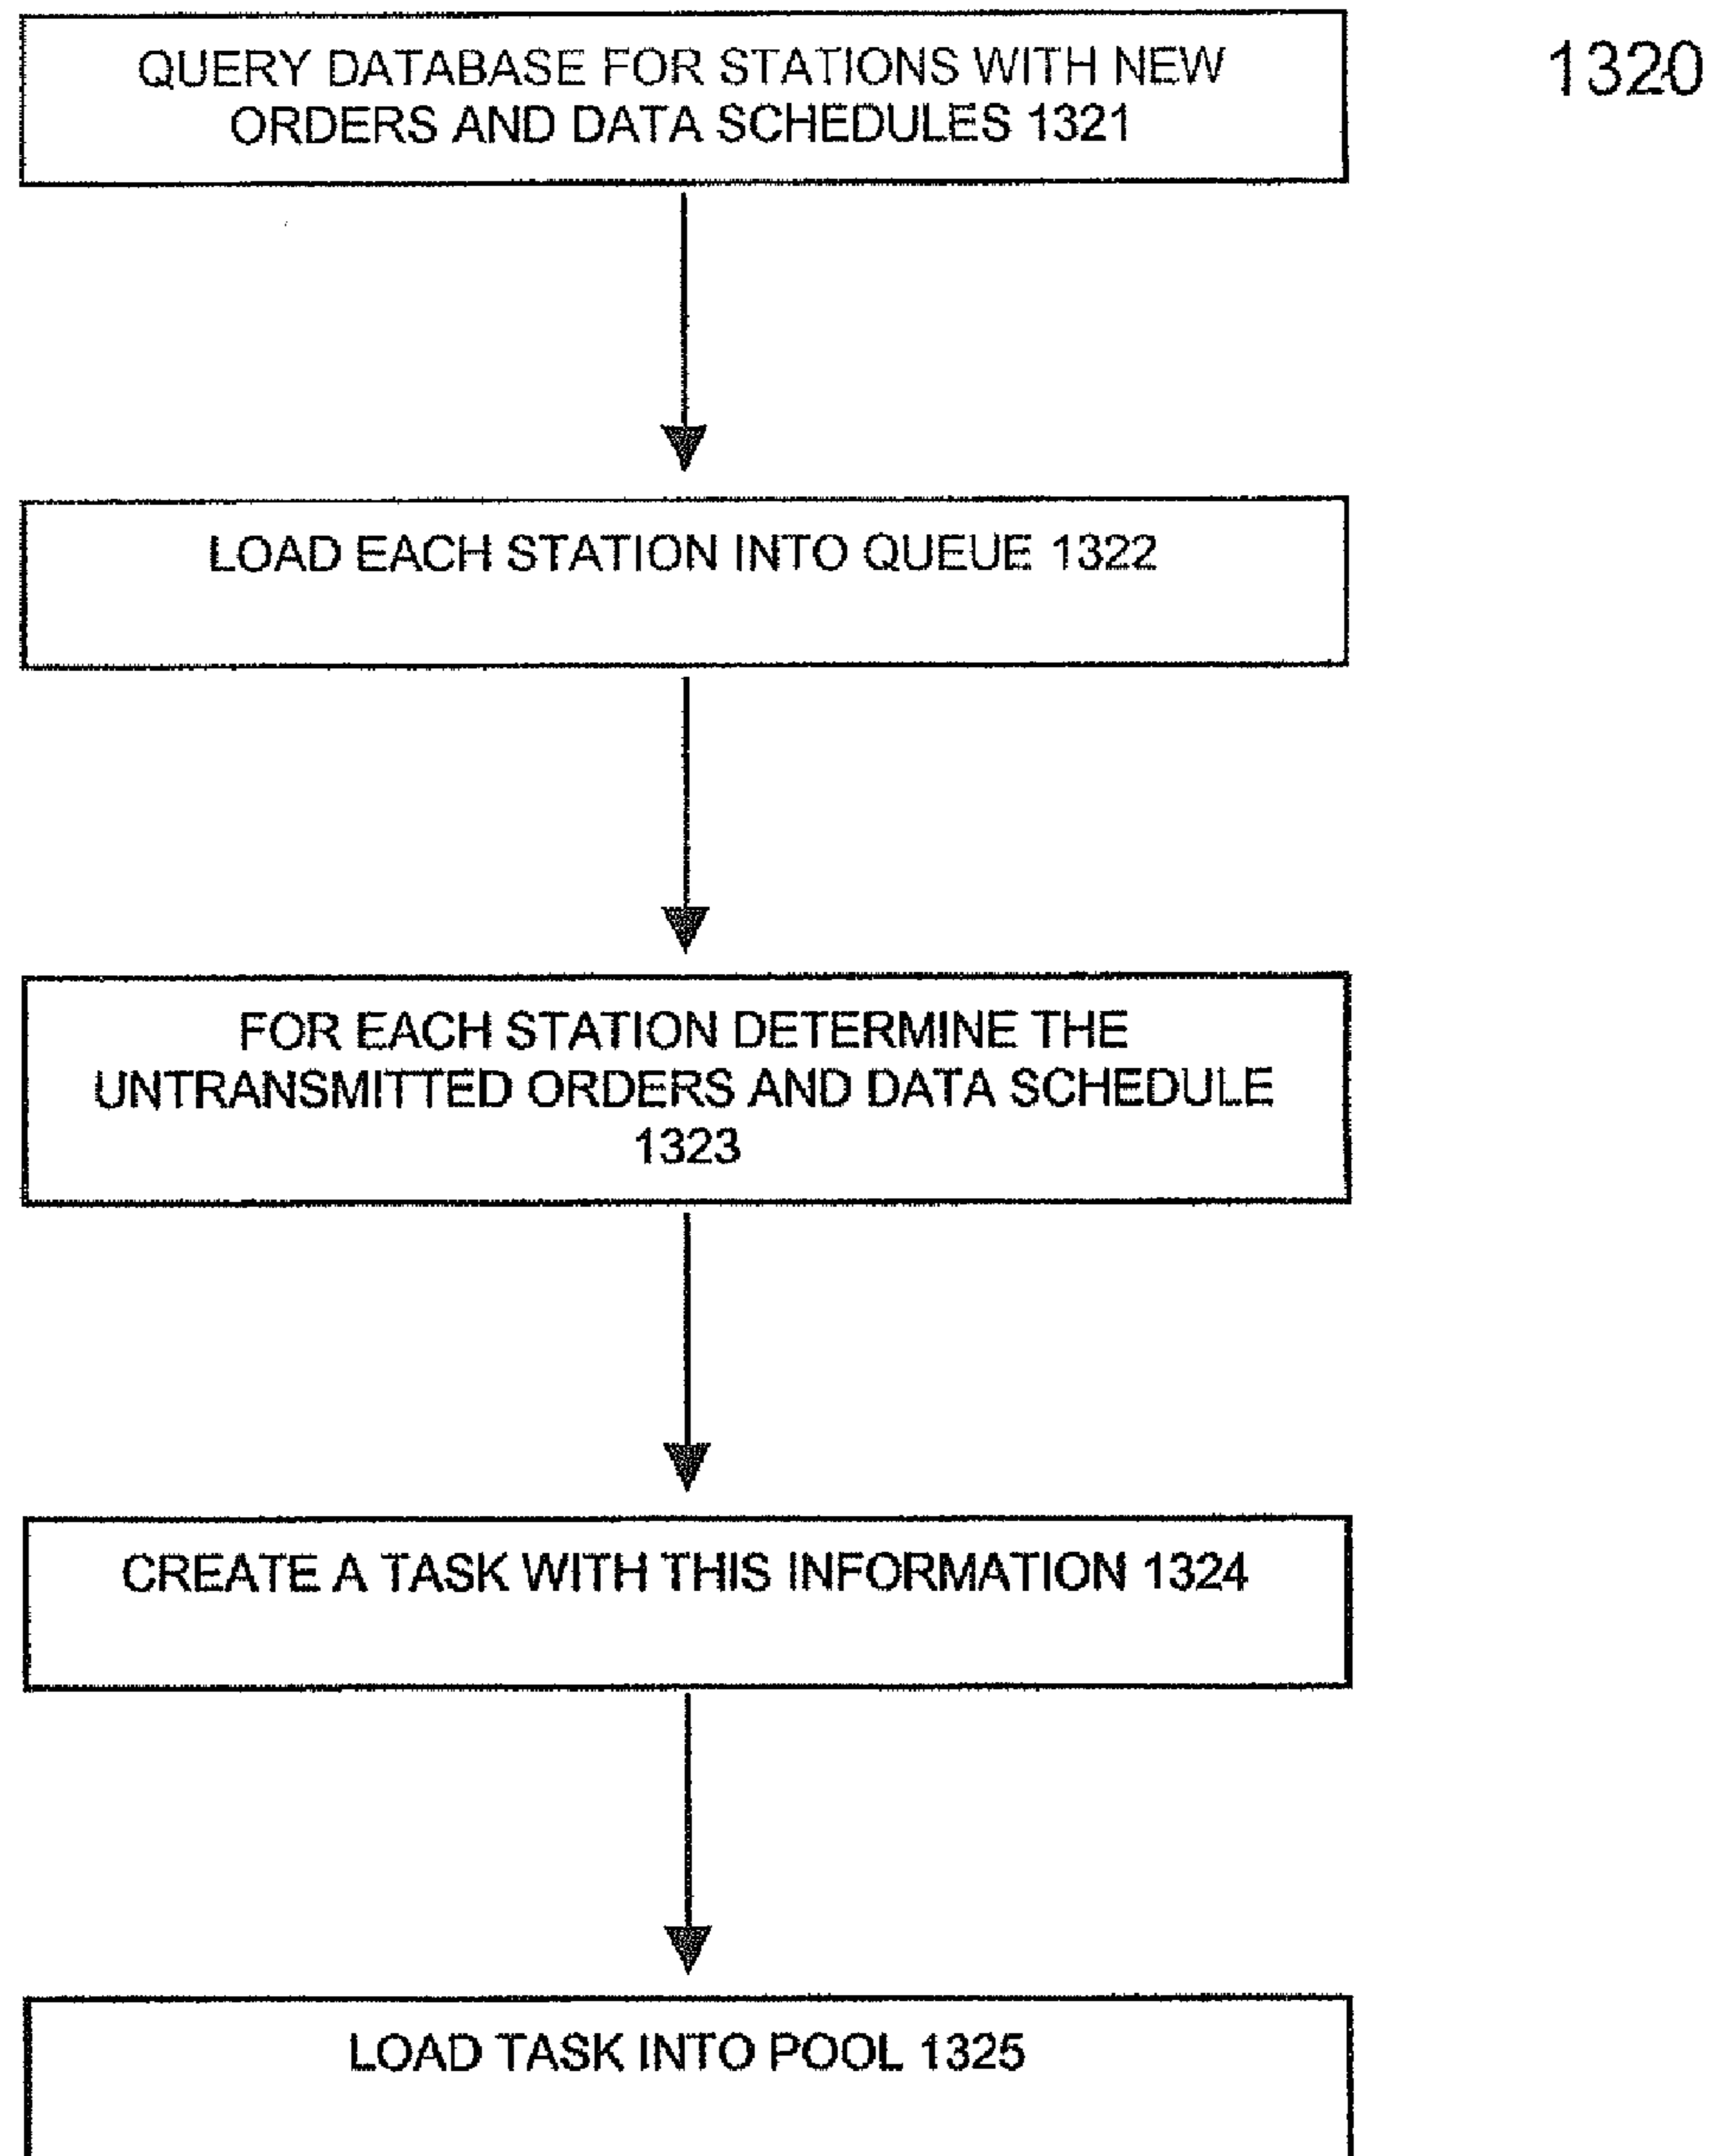 QUERY DATABASE FOR STATIONS WITH NEW
ORDERS AND DATA SCHEDULES 1321
1320
LOAD EACH STATION INTO QUEUE 1322
FOR EACH STATION DETERMINE THE
UNTRANSMITTED ORDERS AND DATA SCHEDULE
1323
CREATE A TASK WITH THIS INFORMATION 1324
LOAD TASK INTO POOL 1325